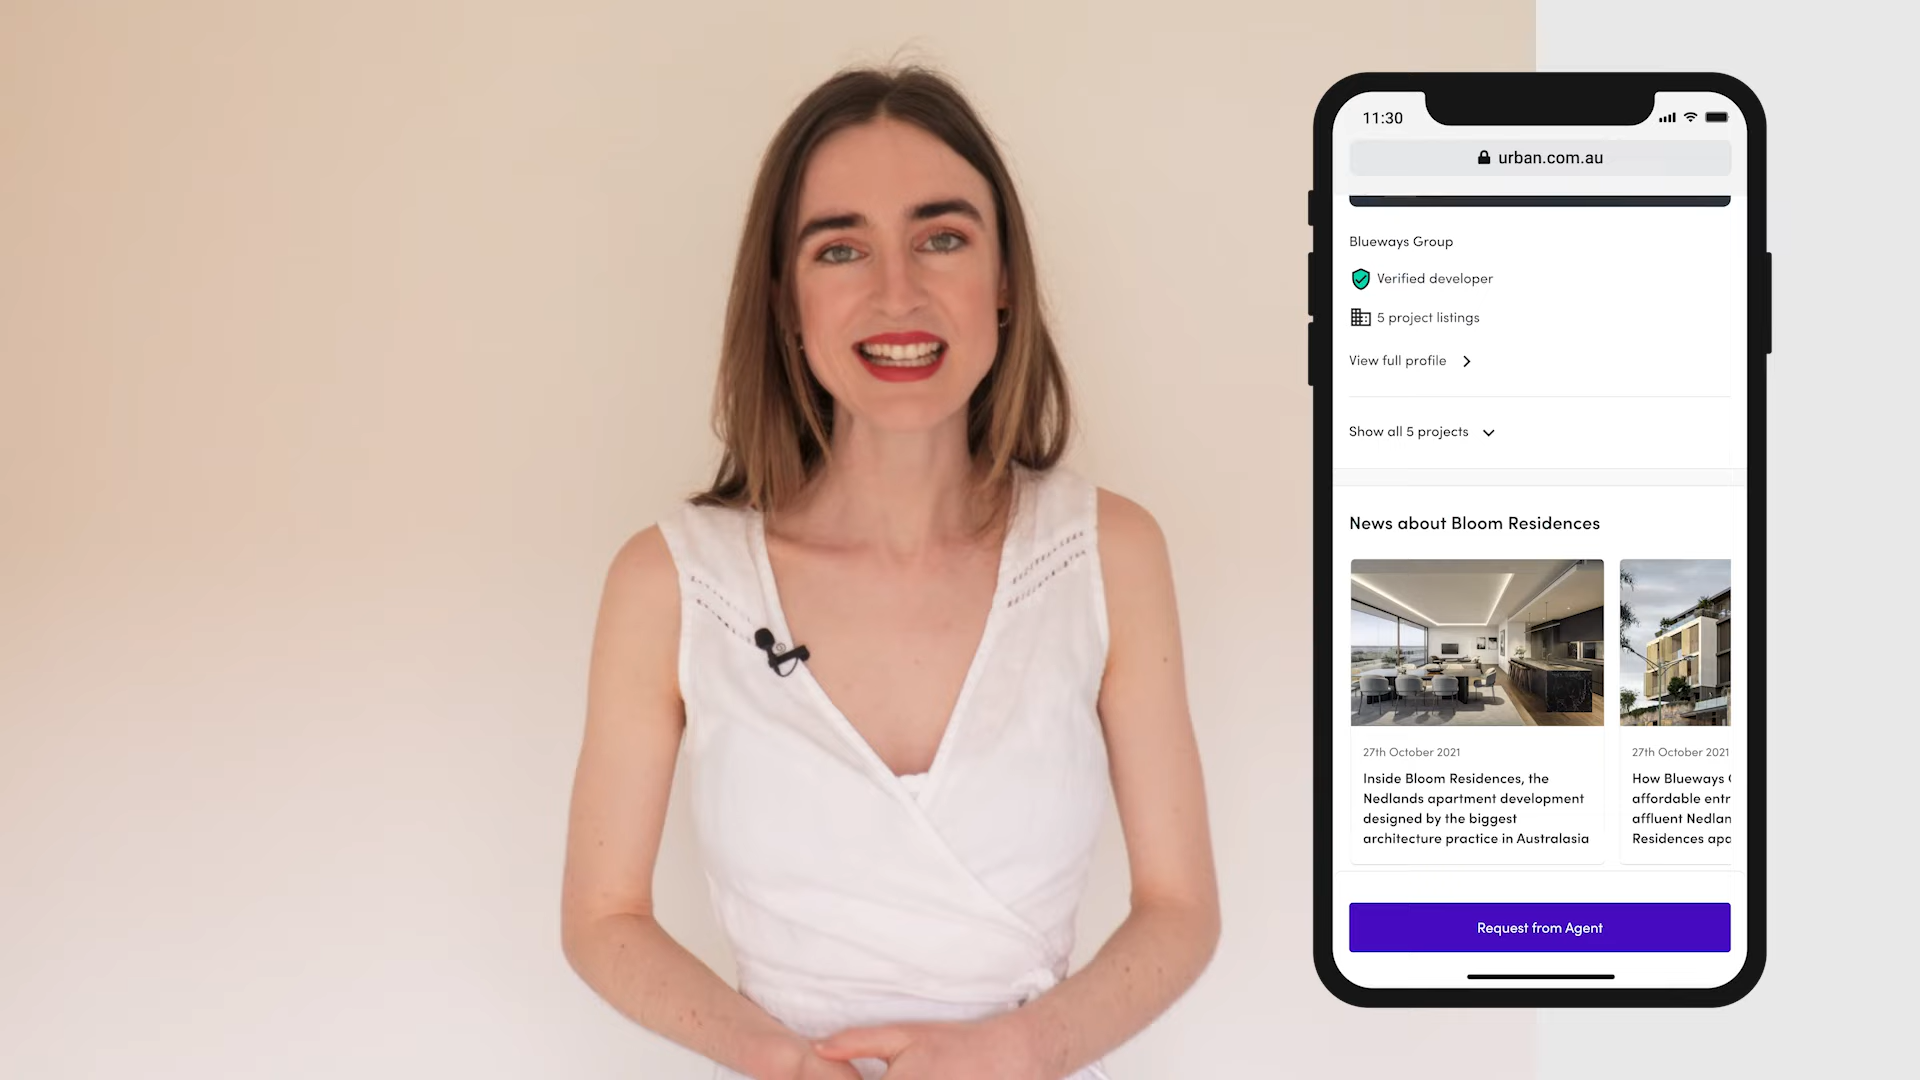 11:30
urban.com.au
Blueways Group
Verified developer
5 project listings
View full profile
Show all 5 projects
News about Bloom Residences
27th October 2021
Inside Bloom Residences, the
Nedlands apartment development
designed by the biggest
architecture practice in Australasia
27th October 2021
How Blueways
affordable
affluent
Residences
Request from Agent